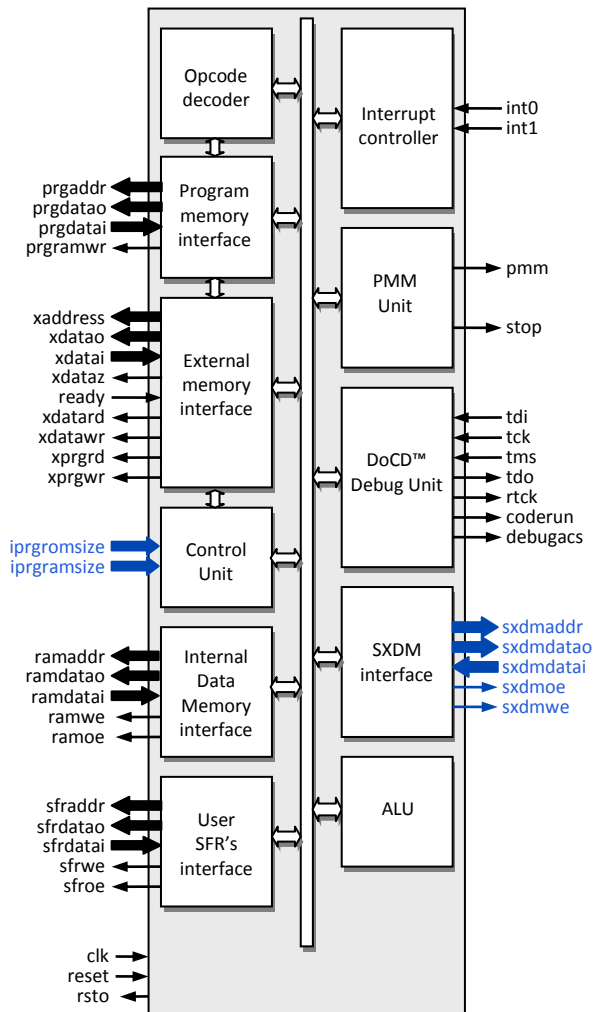 Opcode
decoder
Interrupt
controller
int0
int1
prgaddr
prgdatao
prgdatai
prgramwr
Program
memory
interface
PMM
Unit
pmm
stop
xaddress
xdatao
xdatai
xdataz
ready
xdatard
xdatawr
xprgrd
xprgwr
External
memory
interface
DoCD™
Debug Unit
tdi
tck
tms
tdo
rtck
coderun
debugacs
iprgromsize
iprgramsize
Control
Unit
SXDM
interface
sxdmaddr
sxdmdatao
sxdmdatai
sxdmoe
sxdmwe
ramaddr
ramdatao
ramdatai
ramwe
ramoe
Internal
Data
Memory
interface
ALU
sfraddr
sfrdatao
sfrdatai
sfrwe
sfroe
User
SFR's
interface
clk
reset
rsto